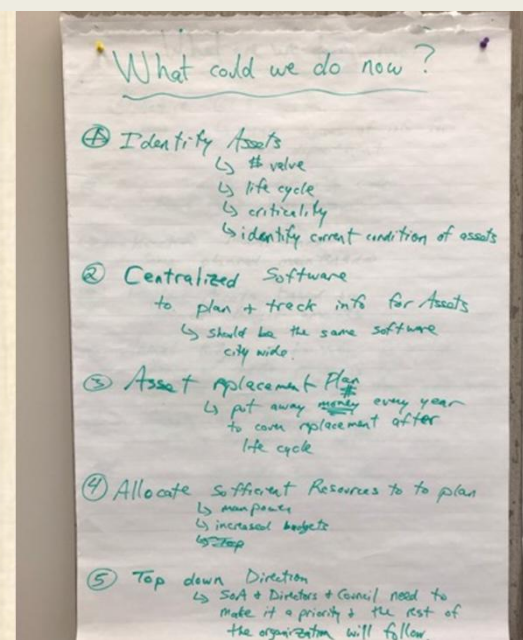 What could we do now?
① Identify Assets
↳ $ value
↳ life cycle
↳ criticality
↳ identify current condition of assets
② Centralized Software
to plan + track info for Assets
↳ should be the same software
city wide.
③ Asset replacement Plan
↳ put away money every year
to cover replacement after
life cycle
④ Allocate Sufficient Resources to to plan
↳ man power
↳ increased budgets
↳ Top
⑤ Top down Direction
↳ SOA + Directors + Council need to
make it a priority & the rest of
the organization will follow